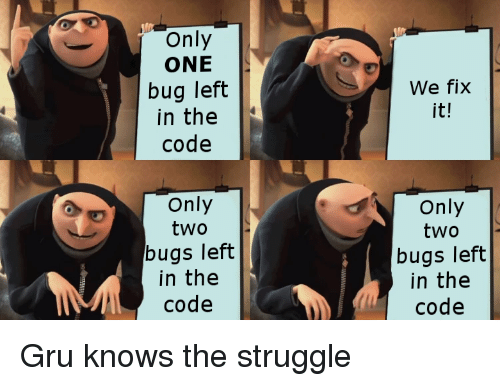 Only
ONE
bug left
in the
code
We fix
it!
Only
two
bugs left
in the
code
Only
two
bugs left
in the
code
Gru knows the struggle